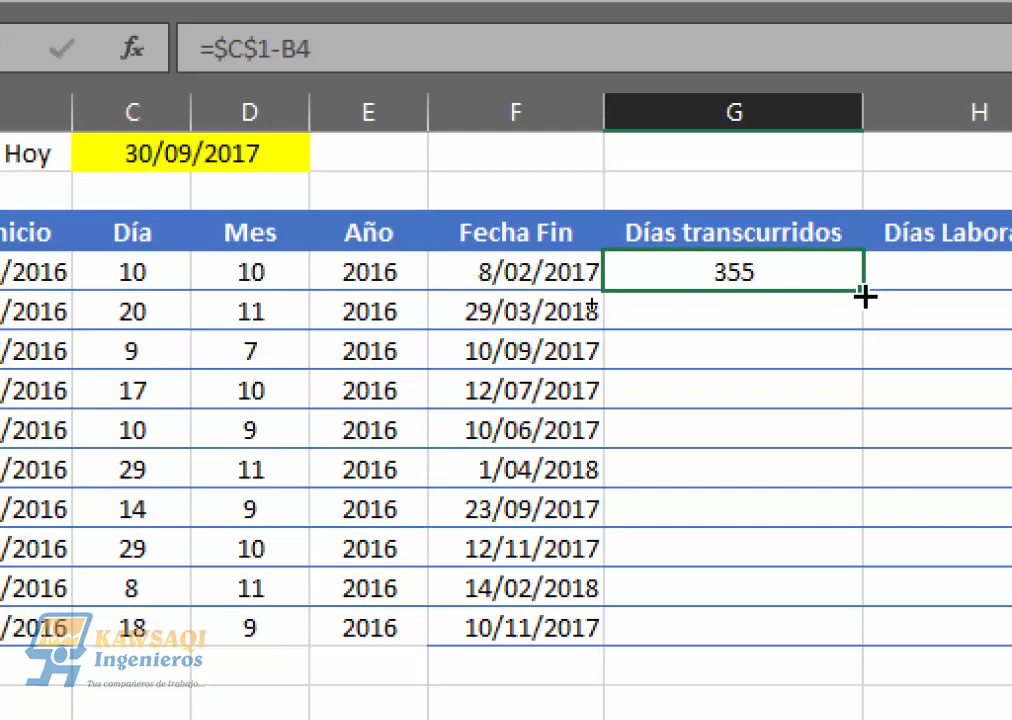 fx =$C$1-B4
C D E F G H
Hoy 30/09/2017
nicio Día Mes Año Fecha Fin Días transcurridos Días Labora
/2016 10 10 2016 8/02/2017 355
/2016 20 11 2016 29/03/2018
/2016 9 7 2016 10/09/2017
/2016 17 10 2016 12/07/2017
/2016 10 9 2016 10/06/2017
/2016 29 11 2016 1/04/2018
/2016 14 9 2016 23/09/2017
/2016 29 10 2016 12/11/2017
/2016 8 11 2016 14/02/2018
/2016 18 9 2016 10/11/2017
KAWSAQI
Ingenieros
Tus compañeros de trabajo...